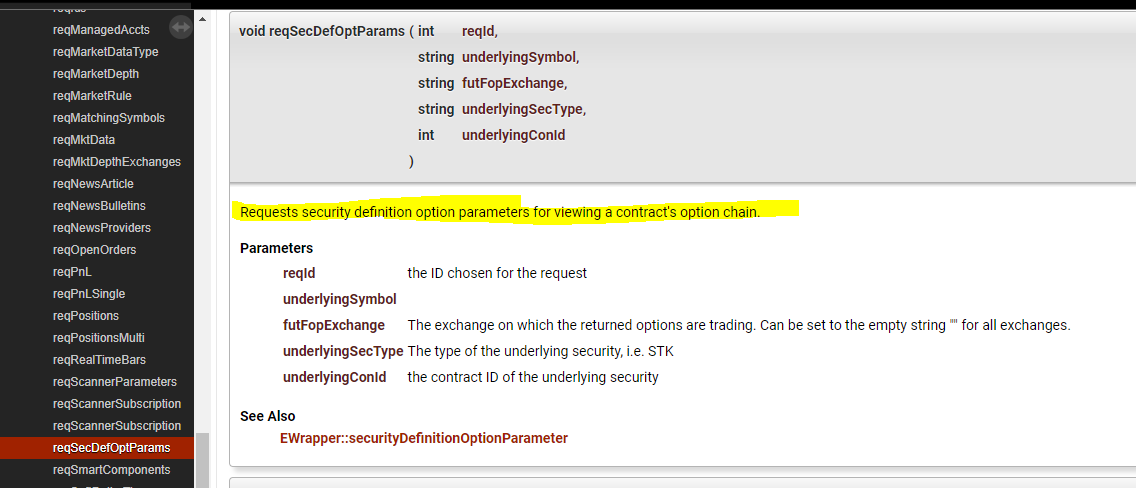 reqIds
reqManagedAccts
reqMarketDataType
reqMarketDepth
reqMarketRule
reqMatchingSymbols
reqMktData
reqMktDepthExchanges
reqNewsArticle
reqNewsBulletins
reqNewsProviders
reqOpenOrders
reqPnL
reqPnLSingle
reqPositions
reqPositionsMulti
reqRealTimeBars
reqScannerParameters
reqScannerSubscription
reqScannerSubscription
reqSecDefOptParams
reqSmartComponents
void reqSecDefOptParams ( int reqId,
string underlyingSymbol,
string futFopExchange,
string underlyingSecType,
int underlyingConId
)
Requests security definition option parameters for viewing a contract's option chain.
Parameters
reqId the ID chosen for the request
underlyingSymbol
futFopExchange The exchange on which the returned options are trading. Can be set to the empty string "" for all exchanges.
underlyingSecType The type of the underlying security, i.e. STK
underlyingConId the contract ID of the underlying security
See Also
EWrapper::securityDefinitionOptionParameter